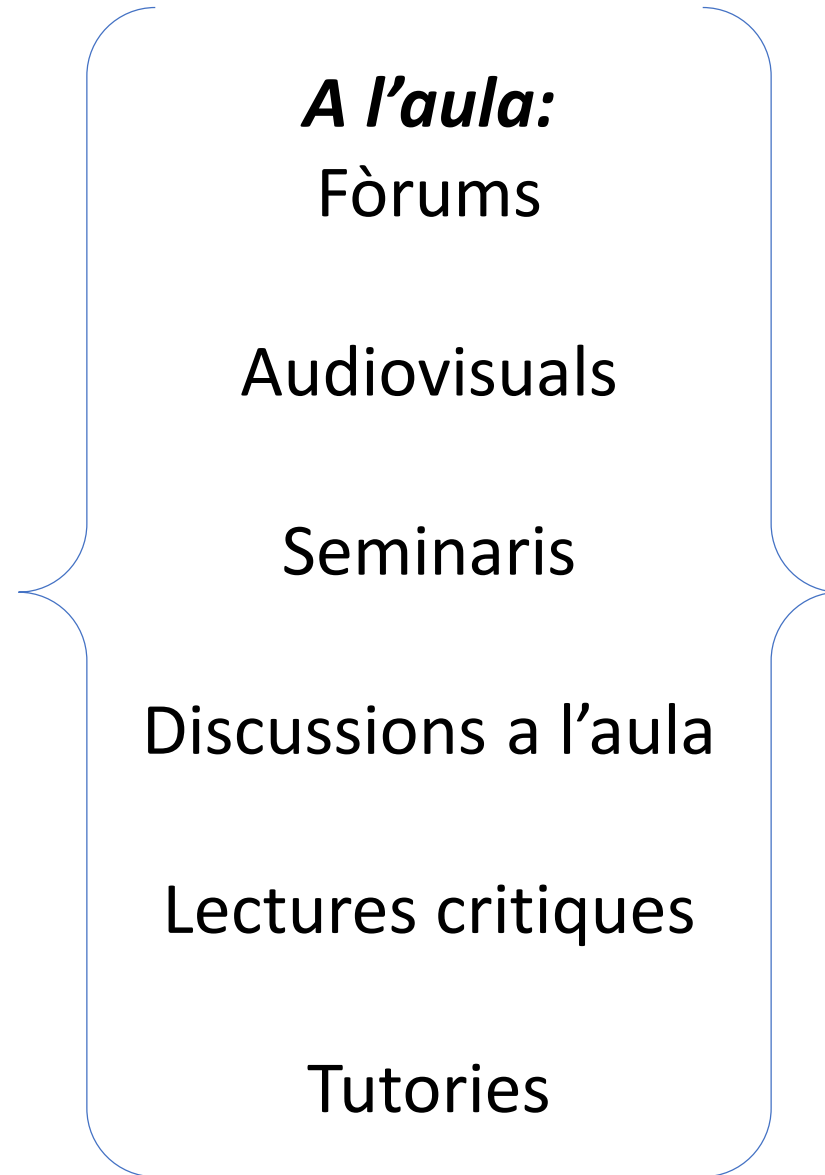 A l’aula:
Fòrums
Audiovisuals
Seminaris
Discussions a l’aula
Lectures critiques
Tutories